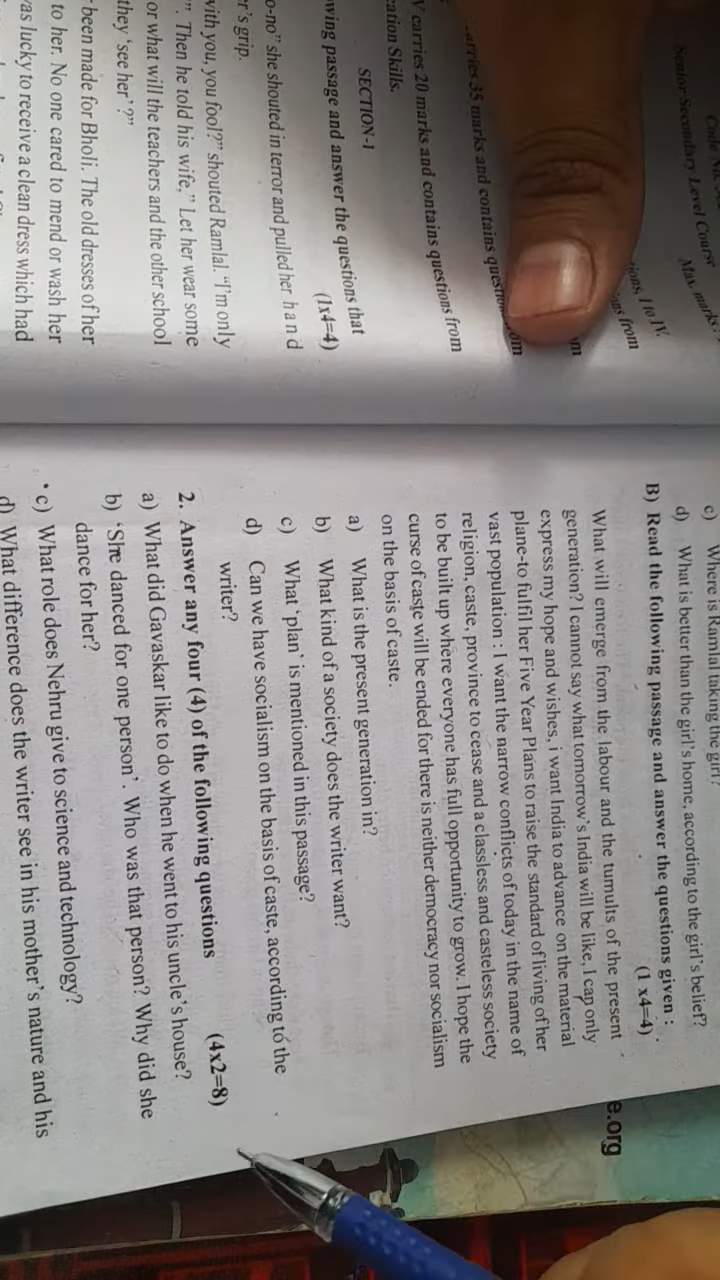 Senior Secondary Level Course
Max. marks:
tions, I to IV.
from
om
arries 35 marks and contains
om
V carries 20 marks and contains questions from
ation Skills.
SECTION-1
wing passage and answer the questions that
(1x4=4)
o-no" she shouted in terror and pulled her h a n d
r's grip.
with you, you fool?" shouted Ramlal. "I'm only
". Then he told his wife." Let her wear some
or what will the teachers and the other school
they 'see her'?"
been made for Bholi. The old dresses of her
to her. No one cared to mend or wash her
as lucky to receive a clean dress which had
c) Where is Ramlal taking the girl?
d) What is better than the girl's home, according to the girl's belief?
B) Read the following passage and answer the questions given :
(1 x4=4)
What will emerge from the labour and the tumults of the present
generation? I cannot say what tomorrow's India will be like, I can only
express my hope and wishes, i want India to advance on the material
plane-to fulfil her Five Year Plans to raise the standard of living of her
vast population : I want the narrow conflicts of today in the name of
religion, caste, province to cease and a classless and casteless society
to be built up where everyone has full opportunity to grow. I hope the
curse of caste will be ended for there is neither democracy nor socialism
on the basis of caste.
a) What is the present generation in?
b) What kind of a society does the writer want?
c) What 'plan' is mentioned in this passage?
d) Can we have socialism on the basis of caste, according to the
writer?
2. Answer any four (4) of the following questions (4x2=8)
a) What did Gavaskar like to do when he went to his uncle's house?
b) 'She danced for one person'. Who was that person? Why did she
dance for her?
c) What role does Nehru give to science and technology?
d) What difference does the writer see in his mother's nature and his
e.org